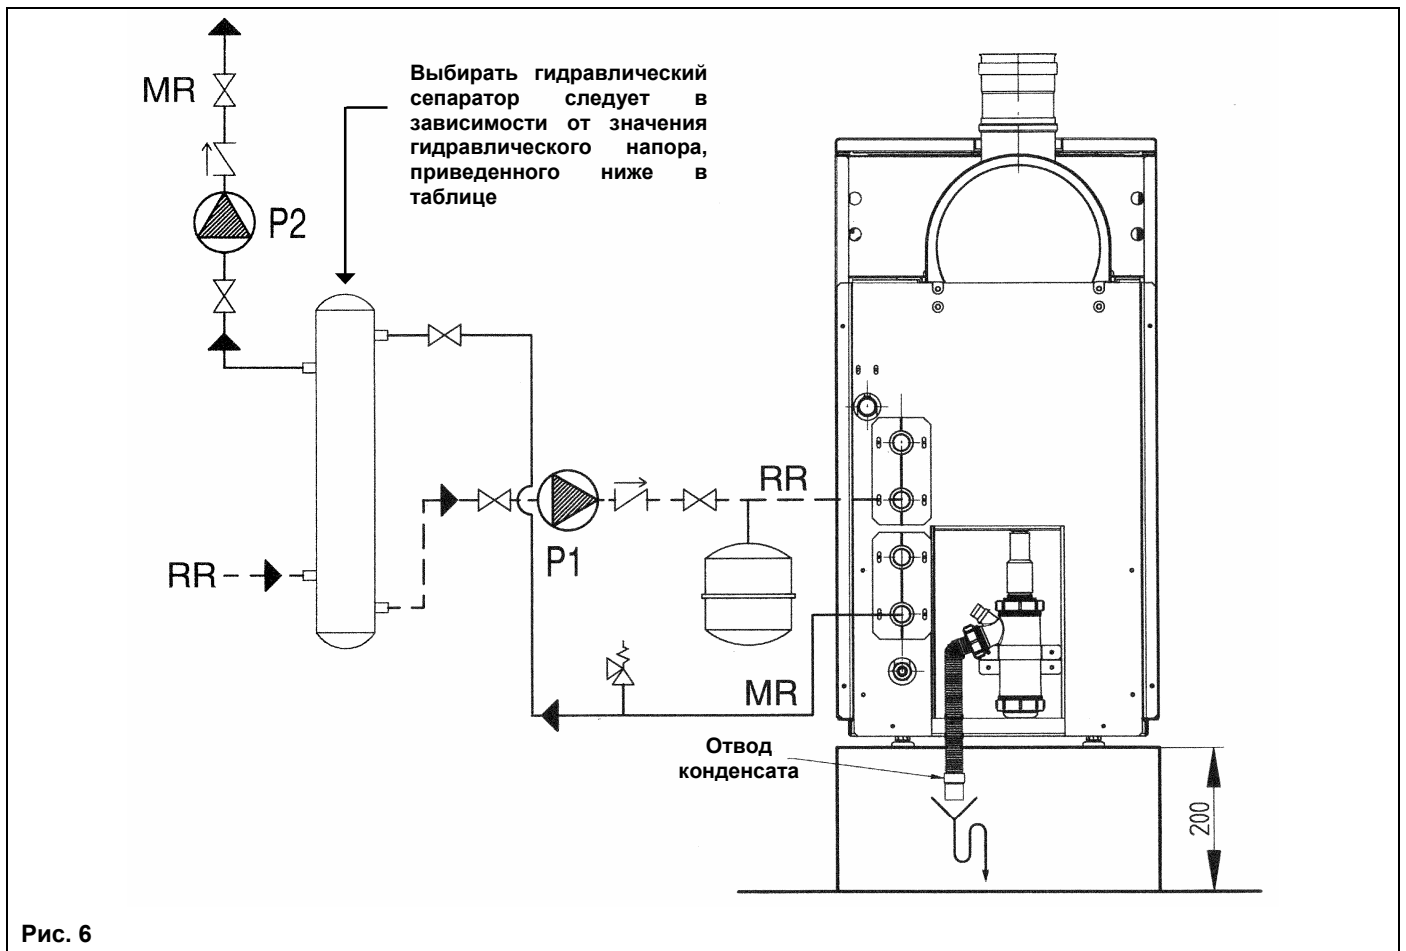 MR
Выбирать гидравлический
сепаратор следует в
зависимости от значения
гидравлического напора,
приведенного ниже в
таблице
P2
RR
P1
RR
MR
Отвод
конденсата
200
Рис. 6